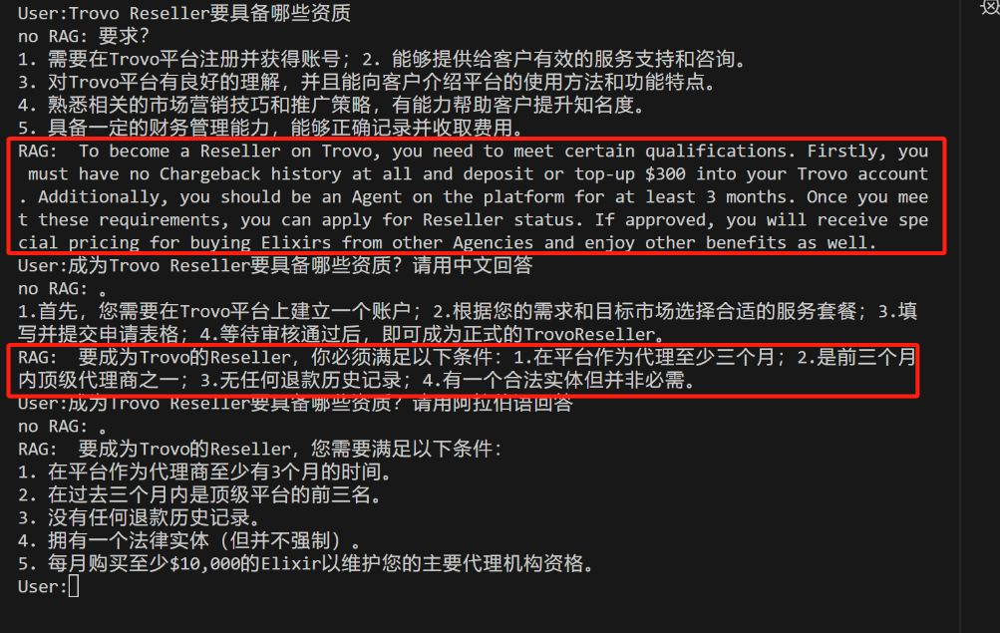 User:Trovo Reseller要具备哪些资质
no RAG: 要求？
1. 需要在Trovo平台注册并获得账号；2. 能够提供给客户有效的服务支持和咨询。
3. 对Trovo平台有良好的理解，并且能向客户介绍平台的使用方法和功能特点。
4. 熟悉相关的市场营销技巧和推广策略，有能力帮助客户提升知名度。
5. 具备一定的财务管理能力，能够正确记录并收取费用。
RAG:  To become a Reseller on Trovo, you need to meet certain qualifications. Firstly, you
 must have no Chargeback history at all and deposit or top-up $300 into your Trovo account
. Additionally, you should be an Agent on the platform for at least 3 months. Once you mee
t these requirements, you can apply for Reseller status. If approved, you will receive spe
cial pricing for buying Elixirs from other Agencies and enjoy other benefits as well.
User:成为Trovo Reseller要具备哪些资质？请用中文回答
no RAG: 。
1.首先，您需要在Trovo平台上建立一个账户；2.根据您的需求和目标市场选择合适的服务套餐；3.填
写并提交申请表格；4.等待审核通过后，即可成为正式的TrovoReseller。
RAG:  要成为Trovo的Reseller，你必须满足以下条件：1.在平台作为代理至少三个月；2.是前三个月
内顶级代理商之一；3.无任何退款历史记录；4.有一个合法实体但并非必需。
User:成为Trovo Reseller要具备哪些资质？请用阿拉伯语回答
no RAG: 。
RAG:  要成为Trovo的Reseller，您需要满足以下条件：
1. 在平台作为代理商至少有3个月的时间。
2. 在过去三个月内是顶级平台的前三名。
3. 没有任何退款历史记录。
4. 拥有一个法律实体（但并不强制）。
5. 每月购买至少$10,000的Elixir以维护您的主要代理机构资格。
User: